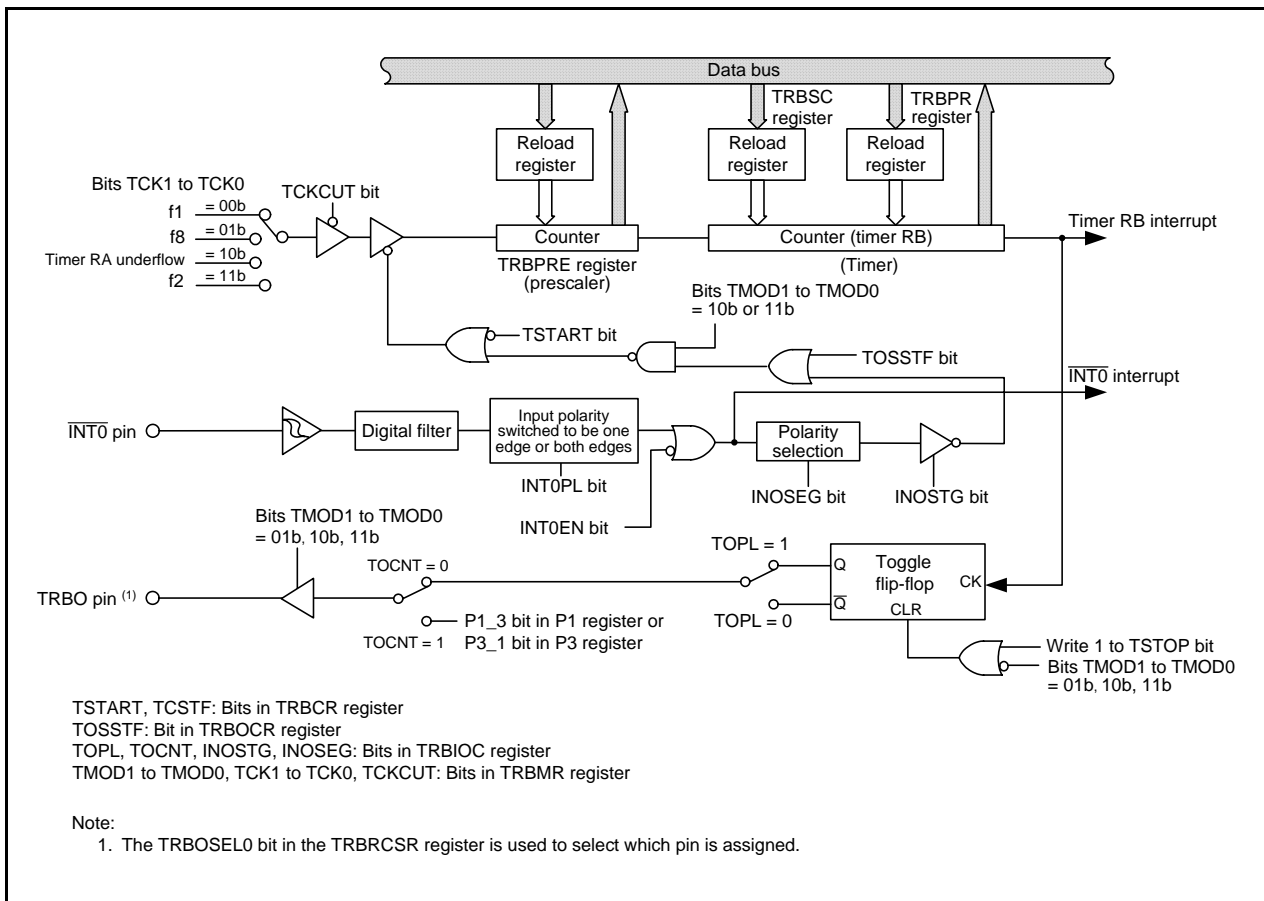 Data bus
TRBSC
register
TRBPR
register
Reload
register
Reload
register
Reload
register
Bits TCK1 to TCK0
TCKCUT bit
f1
= 00b
f8
= 01b
Timer RA underflow
= 10b
f2
= 11b
Counter
TRBPRE register
(prescaler)
Counter (timer RB)
(Timer)
Timer RB interrupt
Bits TMOD1 to TMOD0
= 10b or 11b
TSTART bit
TOSSTF bit
INT0 interrupt
INT0 pin
Digital filter
Input polarity
switched to be one
edge or both edges
Polarity
selection
INT0PL bit
INOSEG bit
INOSTG bit
INT0EN bit
Bits TMOD1 to TMOD0
= 01b, 10b, 11b
TOPL = 1
Q
Toggle
flip-flop
CK
TOCNT = 0
TRBO pin (1)
Q
CLR
TOPL = 0
P1_3 bit in P1 register or
TOCNT = 1
P3_1 bit in P3 register
Write 1 to TSTOP bit
Bits TMOD1 to TMOD0
= 01b, 10b, 11b
TSTART, TCSTF: Bits in TRBCR register
TOSSTF: Bit in TRBOCR register
TOPL, TOCNT, INOSTG, INOSEG: Bits in TRBIOC register
TMOD1 to TMOD0, TCK1 to TCK0, TCKCUT: Bits in TRBMR register
Note:
1. The TRBOSEL0 bit in the TRBRCSR register is used to select which pin is assigned.